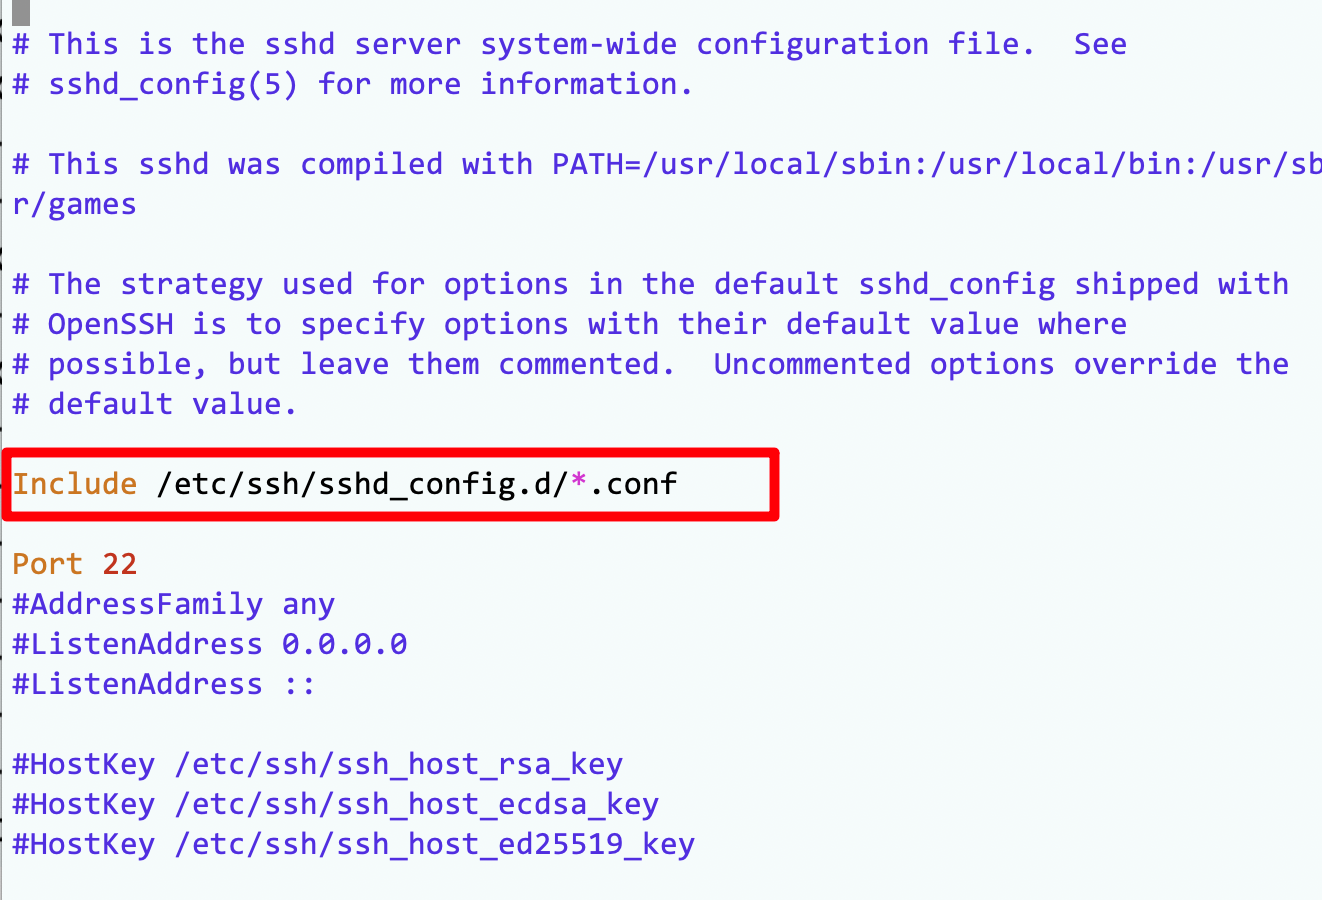 # This is the sshd server system-wide configuration file.  See
# sshd_config(5) for more information.
# This sshd was compiled with PATH=/usr/local/sbin:/usr/local/bin:/usr/sb
r/games
# The strategy used for options in the default sshd_config shipped with
# OpenSSH is to specify options with their default value where
# possible, but leave them commented.  Uncommented options override the
# default value.
Include /etc/ssh/sshd_config.d/*.conf
Port 22
#AddressFamily any
#ListenAddress 0.0.0.0
#ListenAddress ::
#HostKey /etc/ssh/ssh_host_rsa_key
#HostKey /etc/ssh/ssh_host_ecdsa_key
#HostKey /etc/ssh/ssh_host_ed25519_key